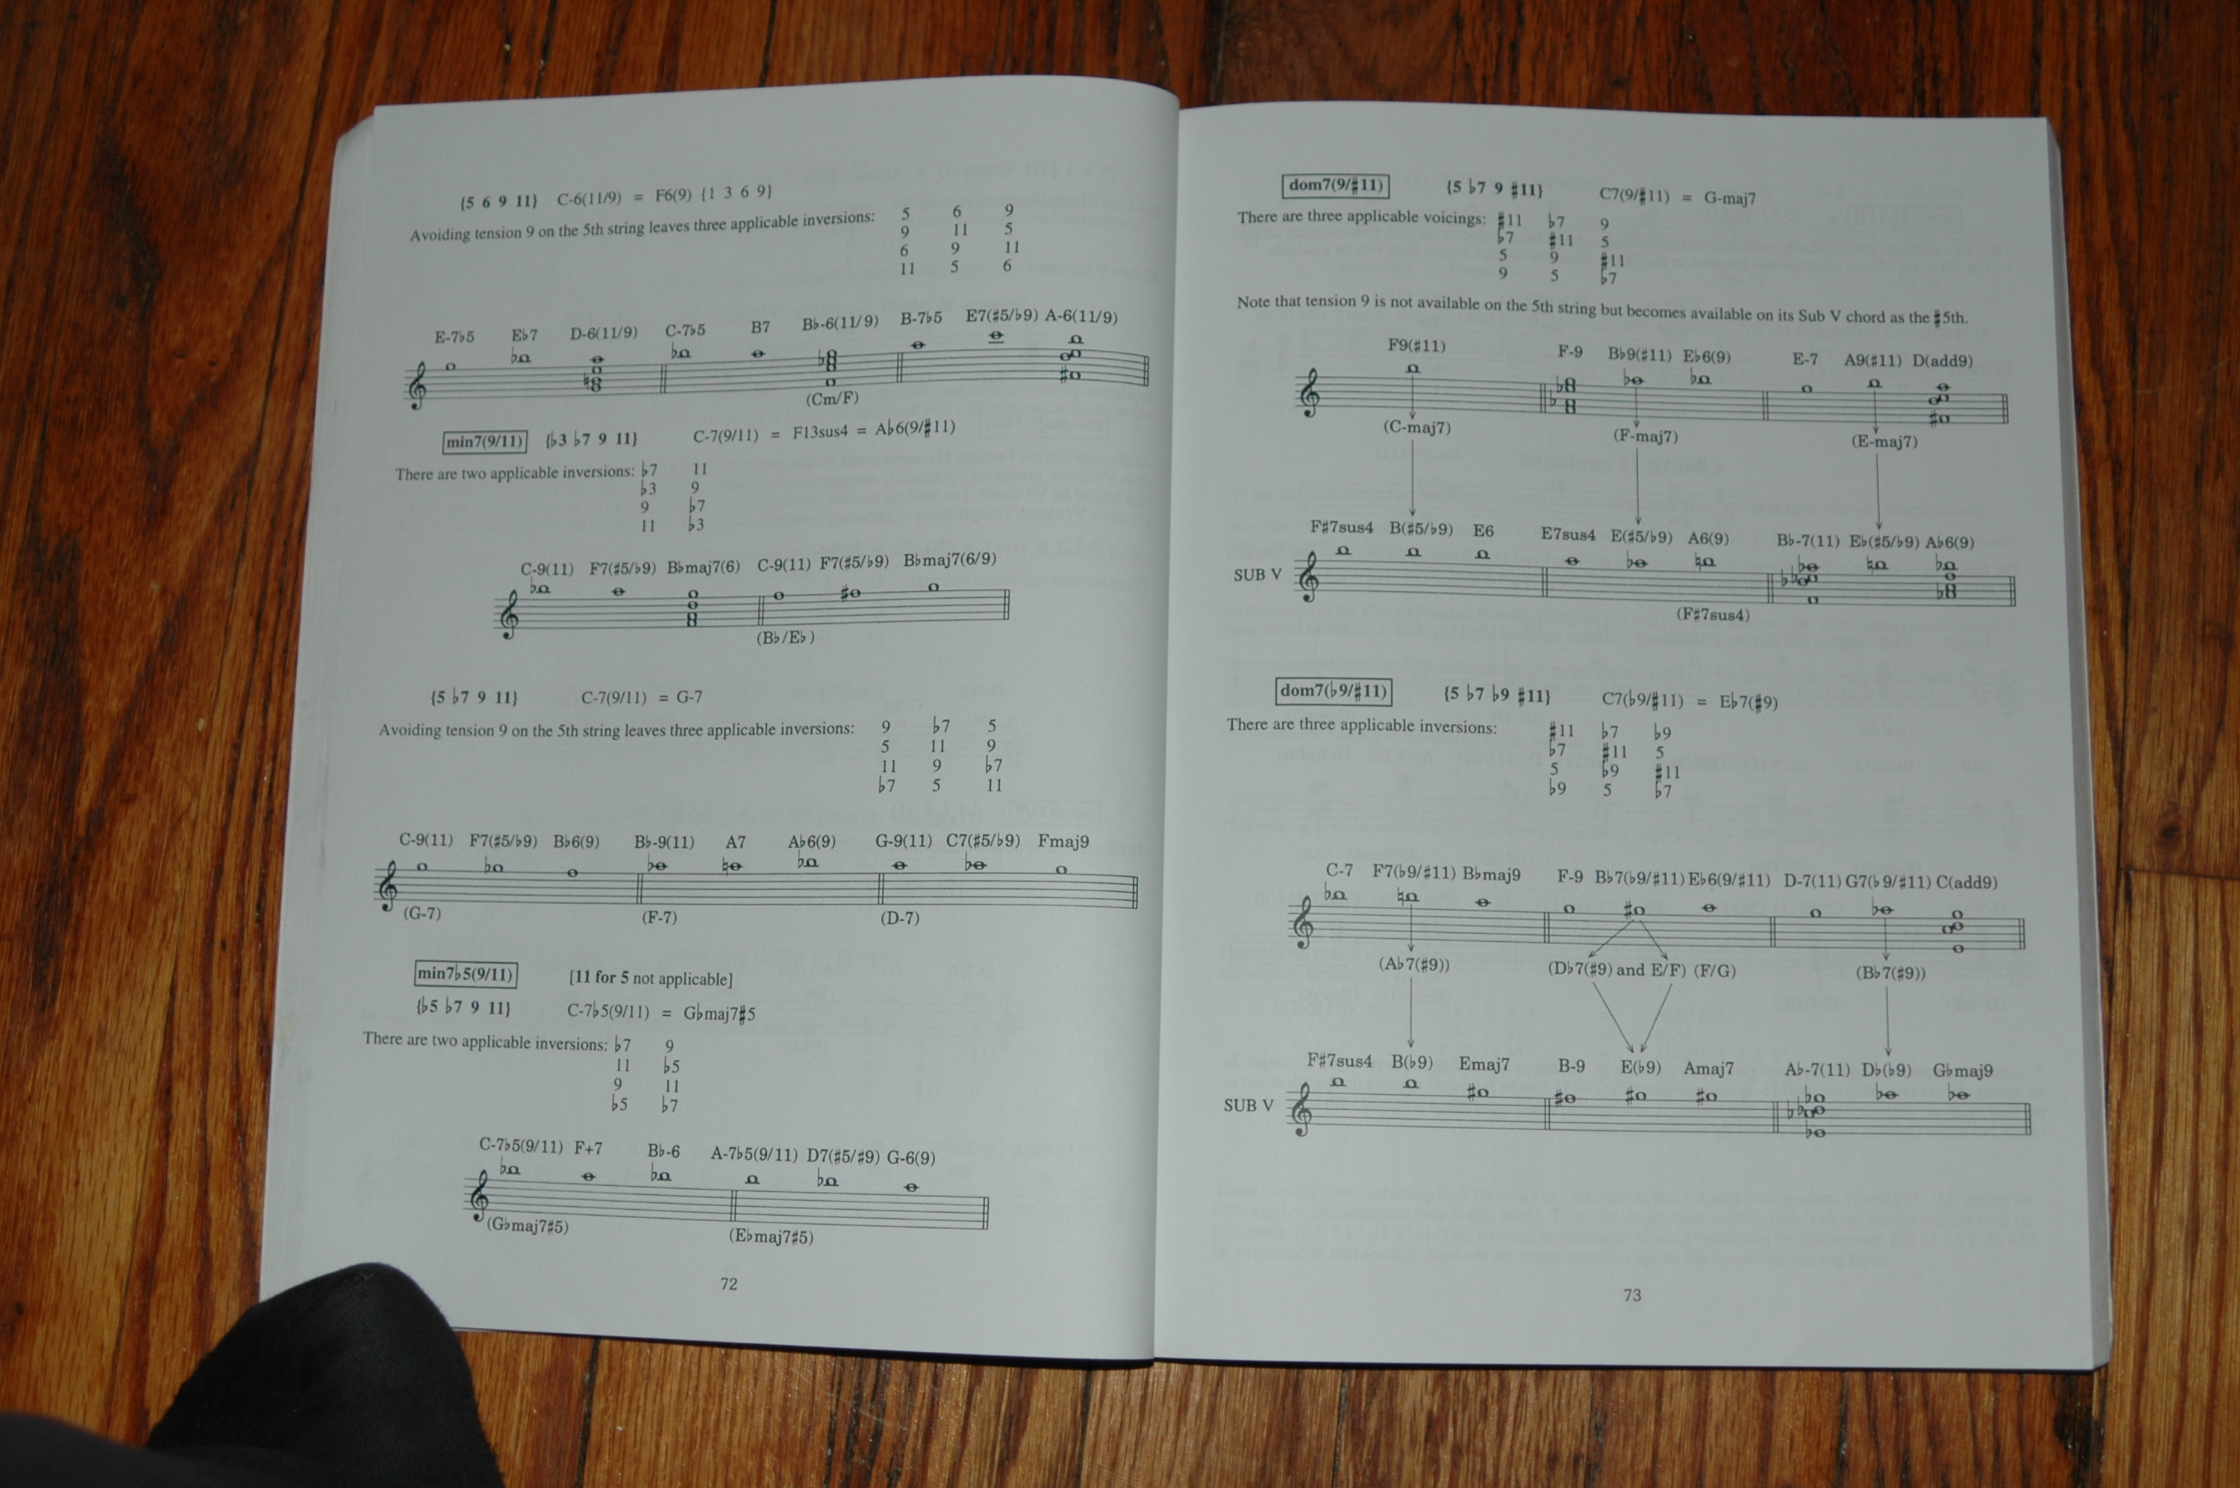 {5 6 9 11} C-6(11/9) = F6(9) {1 3 6 9}
Avoiding tension 9 on the 5th string leaves three applicable inversions: 5 6 9
9 11 5
6 9 11
11 5 6
E-7♭5 E♭7 D-6(11/9) C-7♭5 B7 B♭-6(11/9) B-7♭5 E7(♯5/♭9) A-6(11/9)
(Cm/F)
min7(9/11) {♭3 ♭7 9 11} C-7(9/11) = F13sus4 = A♭6(9/♯11)
There are two applicable inversions: ♭7 11
♭3 9
9 ♭7
11 ♭3
C-9(11) F7(♯5/♭9) B♭maj7(6) C-9(11) F7(♯5/♭9) B♭maj7(6/9)
(B♭/E♭)
{5 ♭7 9 11} C-7(9/11) = G-7
Avoiding tension 9 on the 5th string leaves three applicable inversions: 9 ♭7 5
5 11 9
11 9 ♭7
♭7 5 11
C-9(11) F7(♯5/♭9) B♭6(9) B♭-9(11) A7 A♭6(9) G-9(11) C7(♯5/♭9) Fmaj9
(G-7) (F-7) (D-7)
min7♭5(9/11) [11 for 5 not applicable]
{♭5 ♭7 9 11} C-7♭5(9/11) = G♭maj7♯5
There are two applicable inversions: ♭7 9
11 ♭5
9 11
♭5 ♭7
C-7♭5(9/11) F+7 B♭-6 A-7♭5(9/11) D7(♯5/♯9) G-6(9)
(G♭maj7♯5) (E♭maj7♯5)
72
dom7(9/♯11) {5 ♭7 9 ♯11} C7(9/♯11) = G-maj7
There are three applicable voicings: ♯11 ♭7 9
♭7 ♯11 5
5 9 ♯11
9 5 ♭7
Note that tension 9 is not available on the 5th string but becomes available on its Sub V chord as the ♯5th.
F9(♯11) F-9 B♭9(♯11) E♭6(9) E-7 A9(♯11) D(add9)
(C-maj7) (F-maj7) (E-maj7)
F♯7sus4 B(♯5/♭9) E6 E7sus4 E(♯5/♭9) A6(9) B♭-7(11) E♭(♯5/♭9) A♭6(9)
SUB V
(F♯7sus4)
dom7(♭9/♯11) {5 ♭7 ♭9 ♯11} C7(♭9/♯11) = E♭7(♯9)
There are three applicable inversions: ♯11 ♭7 ♭9
♭7 ♯11 5
5 ♭9 ♯11
♭9 5 ♭7
C-7 F7(♭9/♯11) B♭maj9 F-9 B♭7(♭9/♯11) E♭6(9/♯11) D-7(11) G7(♭9/♯11) C(add9)
(A♭7(♯9)) (D♭7(♯9) and E/F) (F/G) (B♭7(♯9))
F♯7sus4 B(♭9) Emaj7 B-9 E(♭9) Amaj7 A♭-7(11) D♭(♭9) G♭maj9
SUB V
73